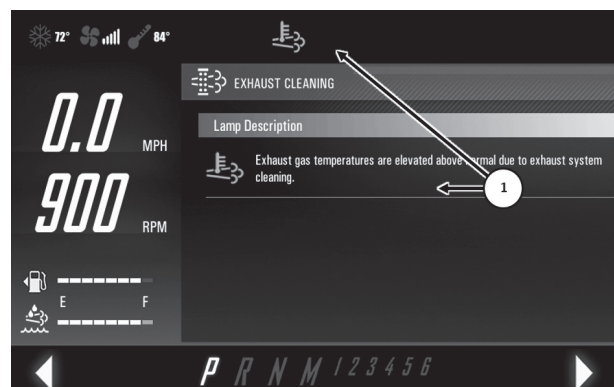 72° 84°
EXHAUST CLEANING
Lamp Description
Exhaust gas temperatures are elevated above normal due to exhaust system
cleaning.
1
0.0 MPH
900 RPM
E F
P R N M 1 2 3 4 5 6